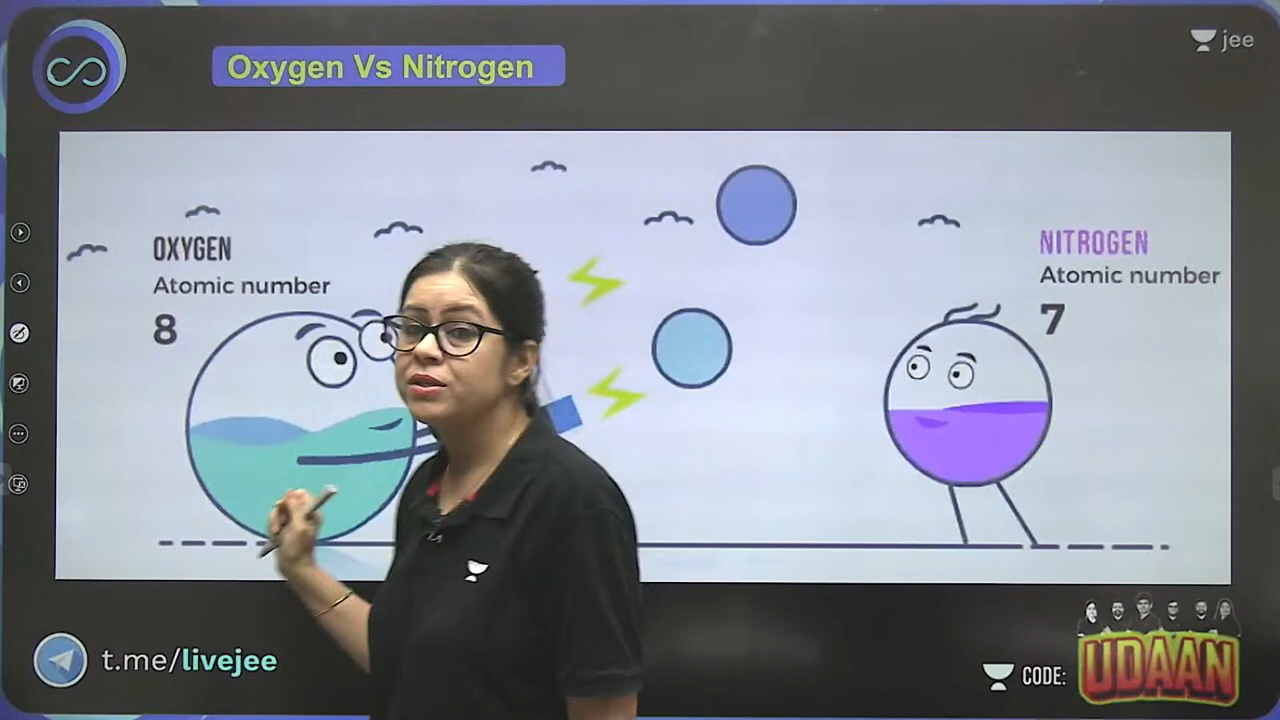 Oxygen Vs Nitrogen
jee
OXYGEN
Atomic number
8
NITROGEN
Atomic number
7
t.me/livejee
CODE:
UDAAN